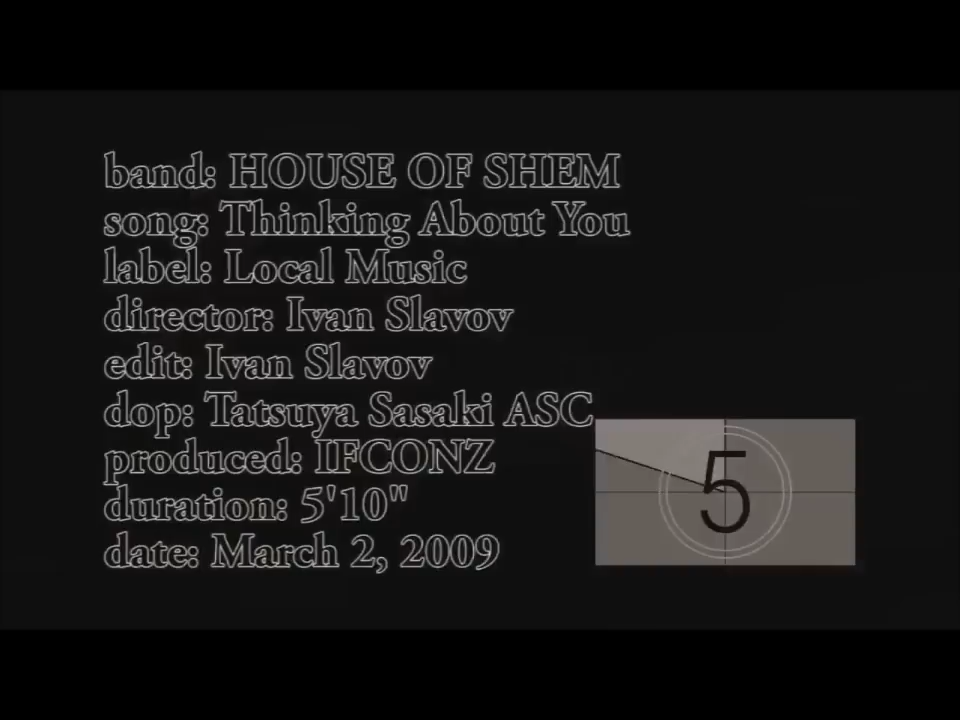 band: HOUSE OF SHEM
song: Thinking About You
label: Local Music
director: Ivan Slavov
edit: Ivan Slavov
dop: Tatsuya Sasaki ASC
produced: IFCONZ
duration: 5'10"
date: March 2, 2009
5